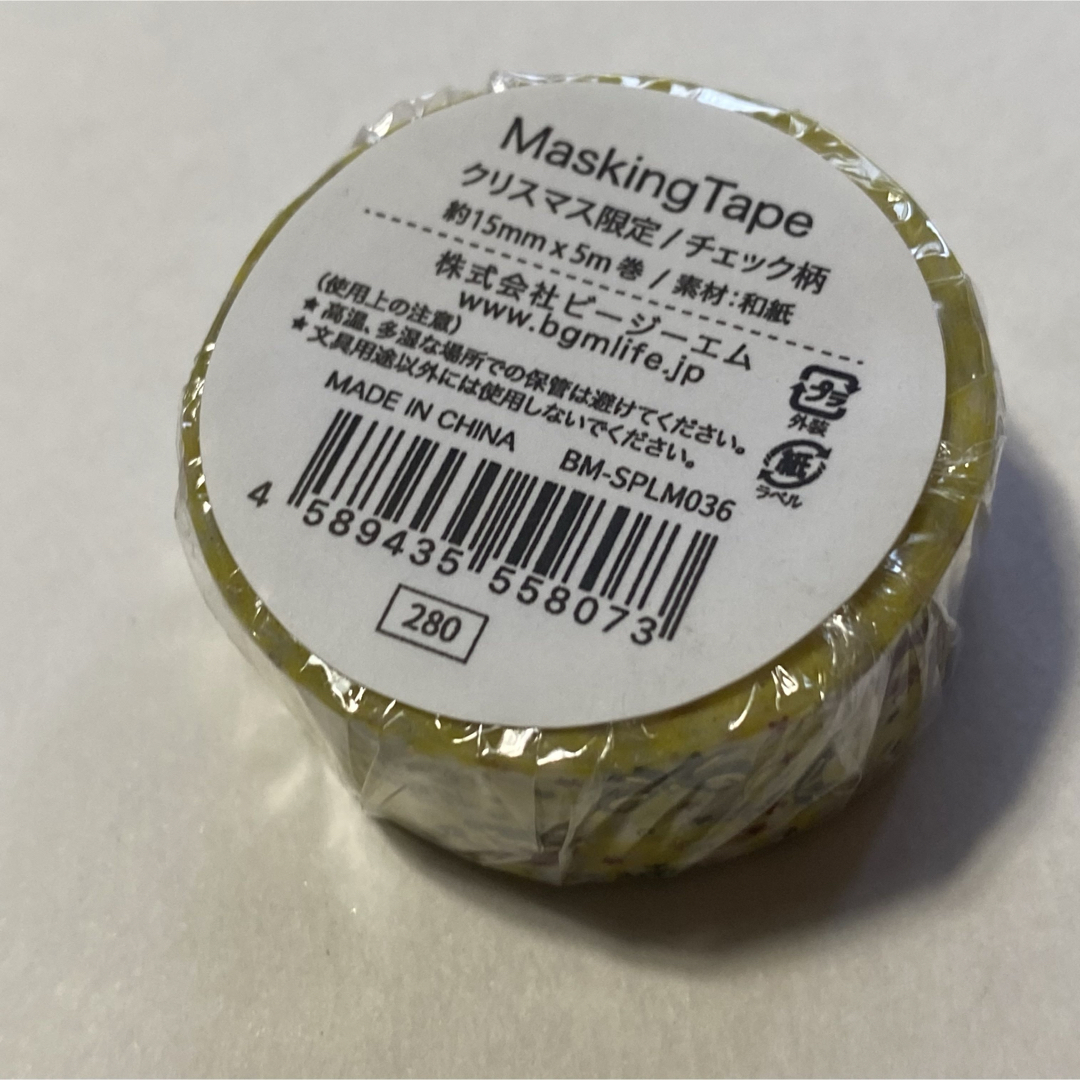 MaskingTape
クリスマス限定 / チェック柄
約15mm x 5m 巻 / 素材:和紙
株式会社ビージーエム
www.bgmlife.jp
(使用上の注意)
★高温、多湿な場所での保管は避けてください。
★文具用途以外には使用しないでください。
プラ
外装
紙
ラベル
MADE IN CHINA
BM-SPLM036
4 589435 558073
280